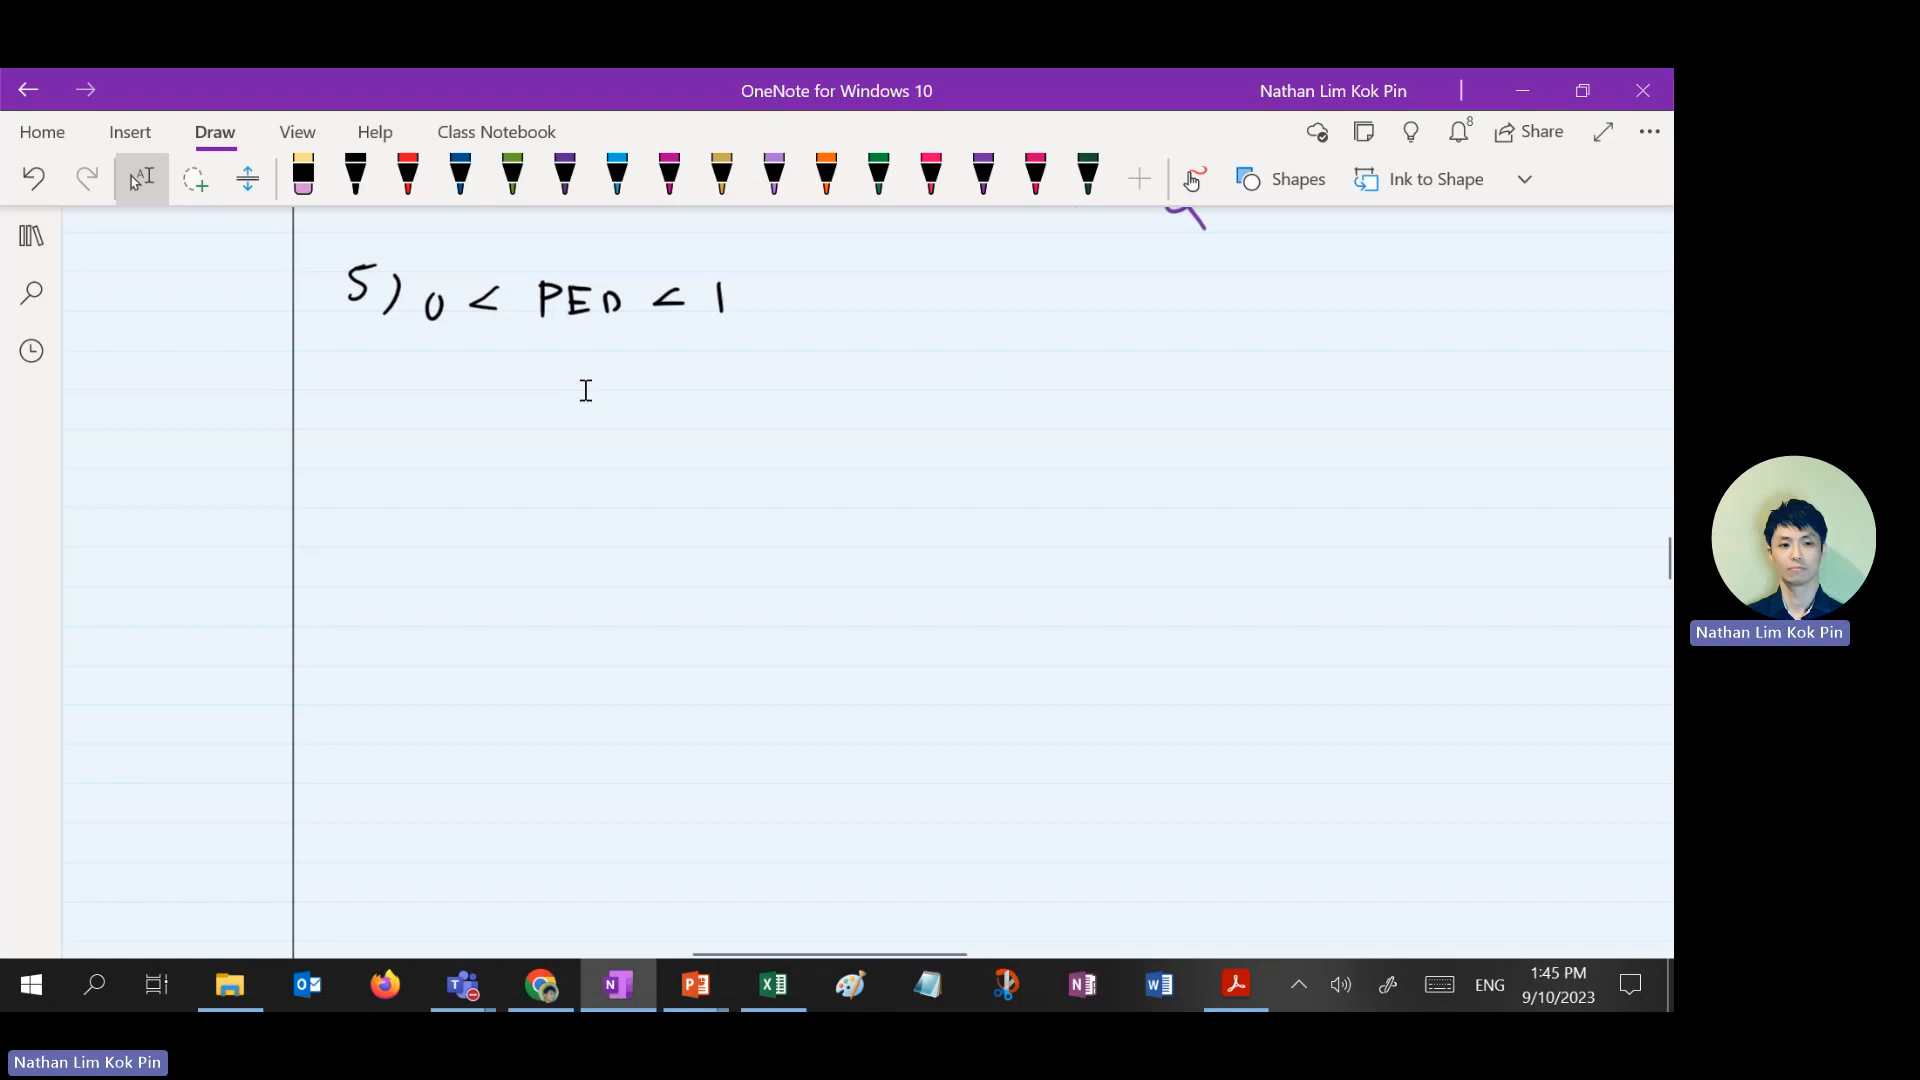 OneNote for Windows 10
Nathan Lim Kok Pin
Home Insert Draw View Help Class Notebook
8
Share
Shapes
Ink to Shape
5) 0 < PED < 1
Nathan Lim Kok Pin
ENG
1:45 PM
9/10/2023
Nathan Lim Kok Pin